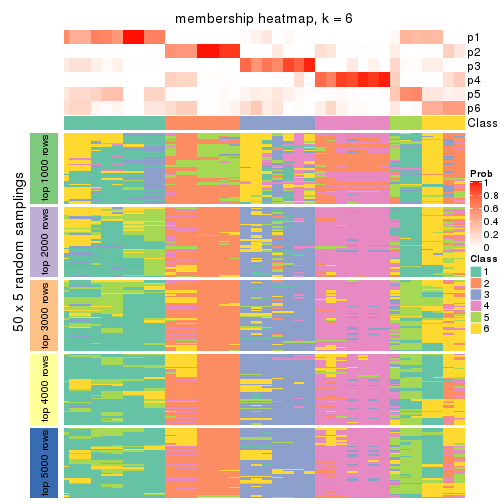 membership heatmap, k = 6
p1
p2
p3
p4
p5
p6
Class
50 x 5 random samplings
top 1000 rows
top 2000 rows
top 3000 rows
top 4000 rows
top 5000 rows
Prob
1
0.8
0.6
0.4
0.2
0
Class
1
2
3
4
5
6